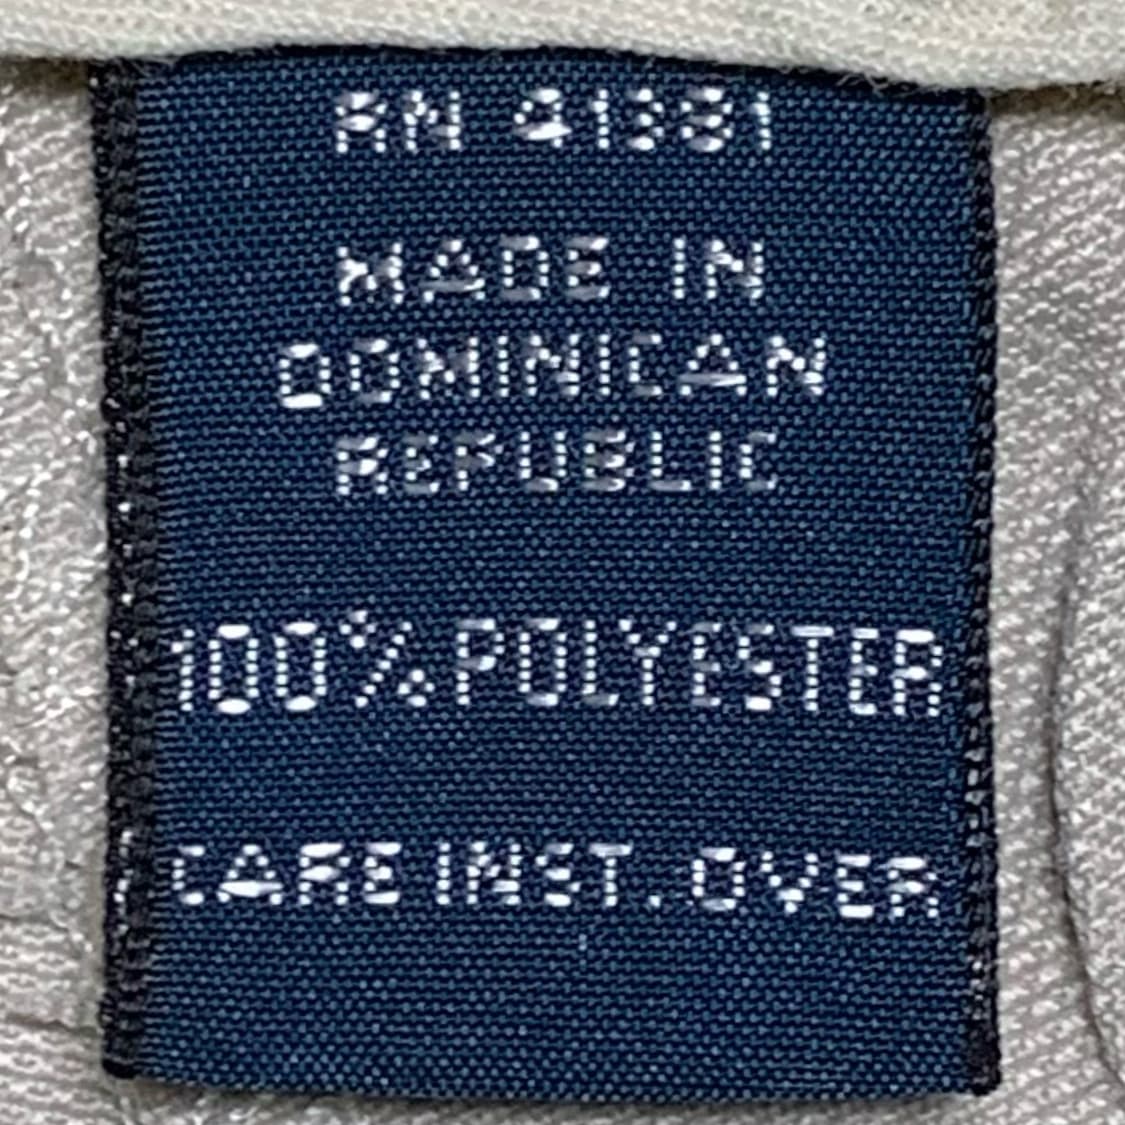 RN 41381
MADE IN
DOMINICAN
REPUBLIC
100% POLYESTER
CARE INST. OVER